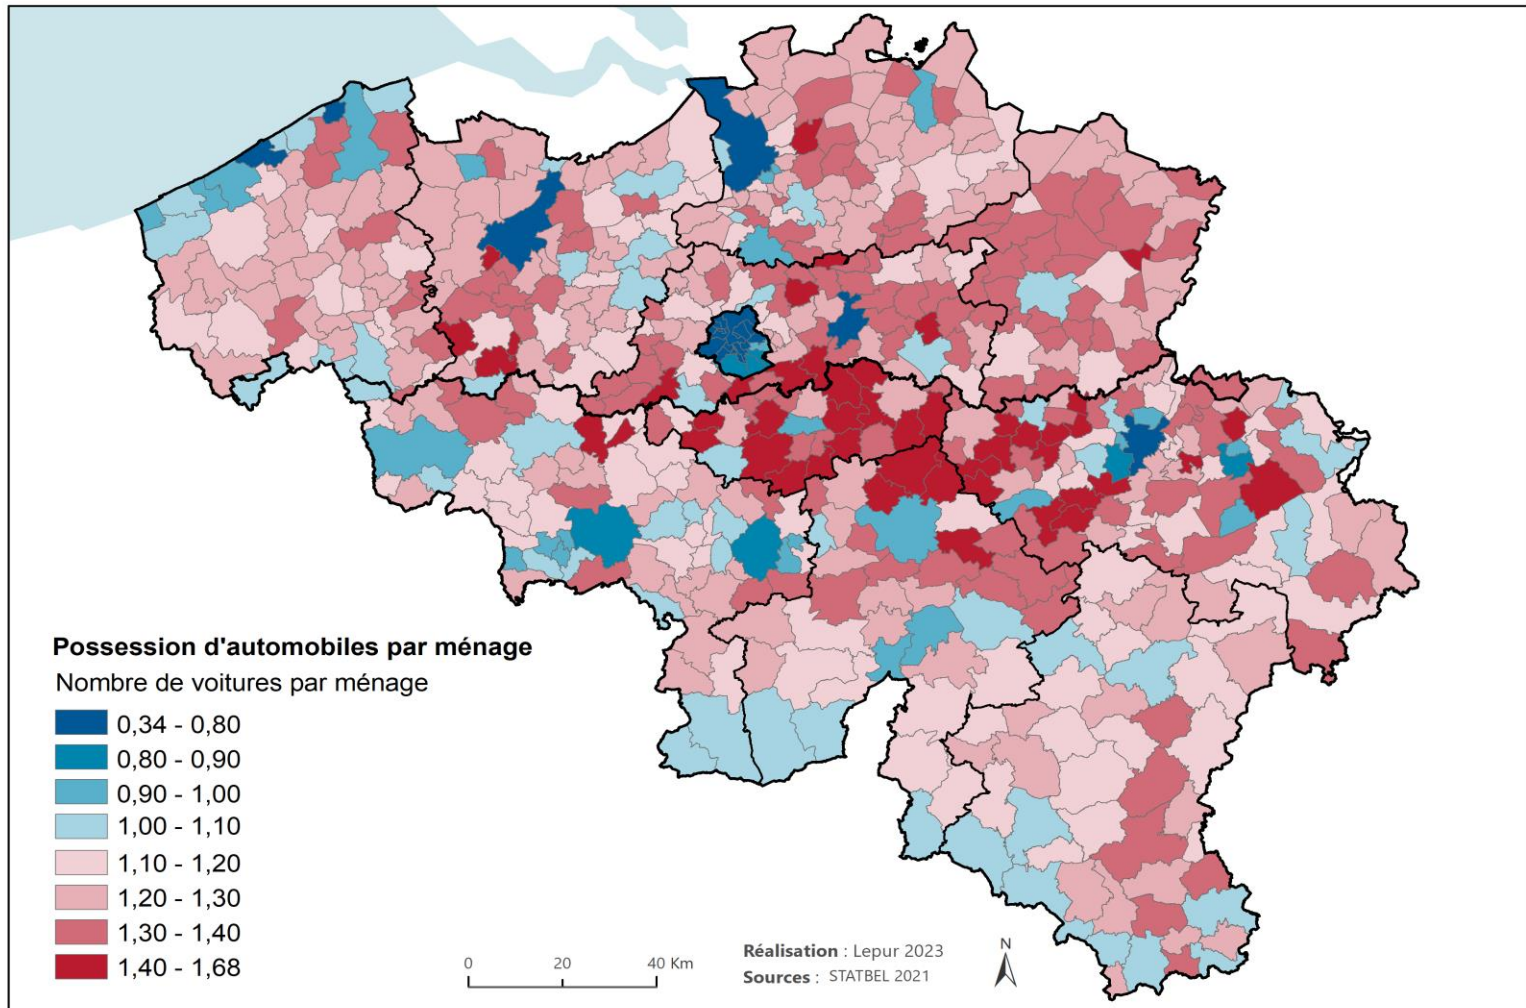 Possession d'automobiles par ménage
Nombre de voitures par ménage
0,34 - 0,80
0,80 - 0,90
0,90 - 1,00
1,00 - 1,10
1,10 - 1,20
1,20 - 1,30
1,30 - 1,40
1,40 - 1,68
0 20 40 Km
Réalisation : Lepur 2023
Sources : STATBEL 2021
N